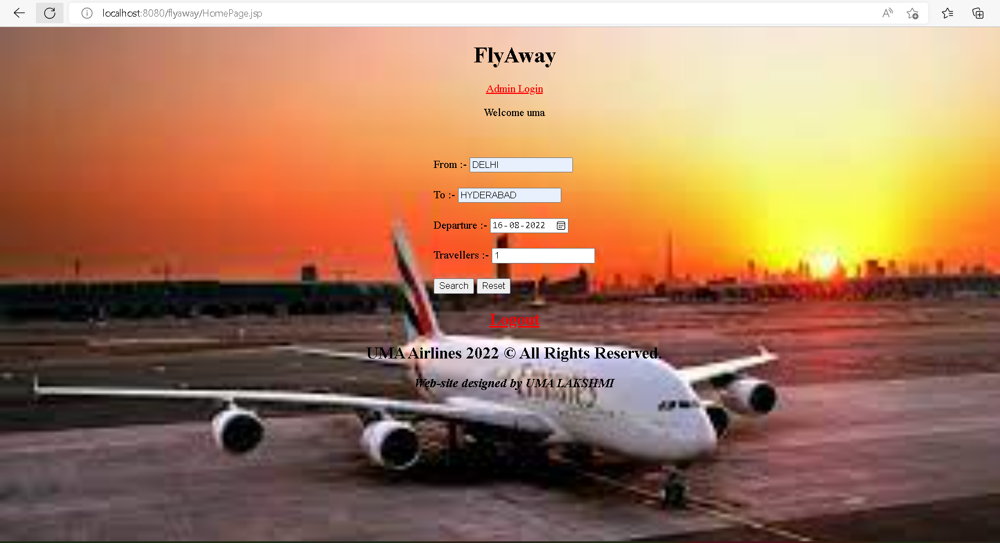 localhost:8080/flyaway/HomePage.jsp
FlyAway
Admin Login
Welcome uma
From :- DELHI
To :- HYDERABAD
Departure :- 16-08-2022
Travellers :- 1
Search Reset
Logout
UMA Airlines 2022 © All Rights Reserved.
Web-site designed by UMA LAKSHMI